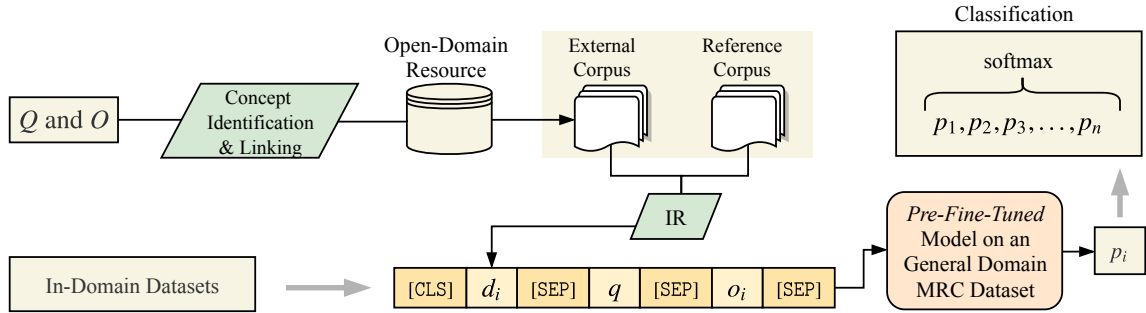 Classification
softmax
p₁, p₂, p₃, ..., pₙ
Open-Domain
Resource
External
Corpus
Reference
Corpus
Q and O
Concept
Identification
& Linking
IR
Pre-Fine-Tuned
Model on an
General Domain
MRC Dataset
pᵢ
In-Domain Datasets
[CLS] dᵢ [SEP] q [SEP] oᵢ [SEP]